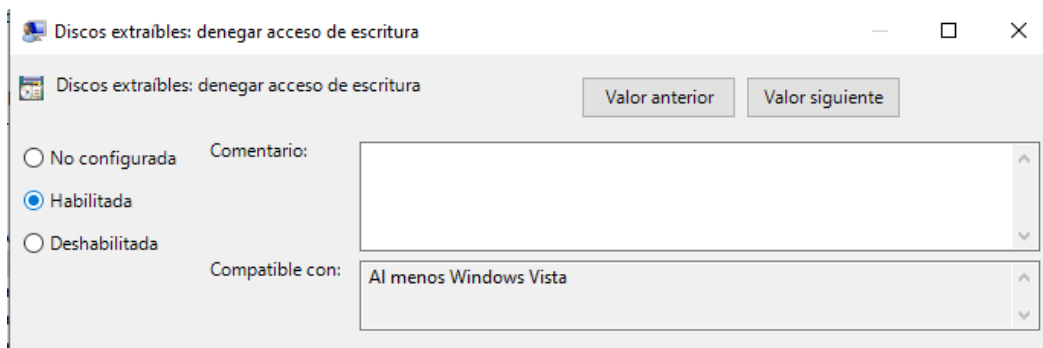 Discos extraíbles: denegar acceso de escritura
Discos extraíbles: denegar acceso de escritura
Valor anterior
Valor siguiente
No configurada
Comentario:
Habilitada
Deshabilitada
Compatible con:
Al menos Windows Vista